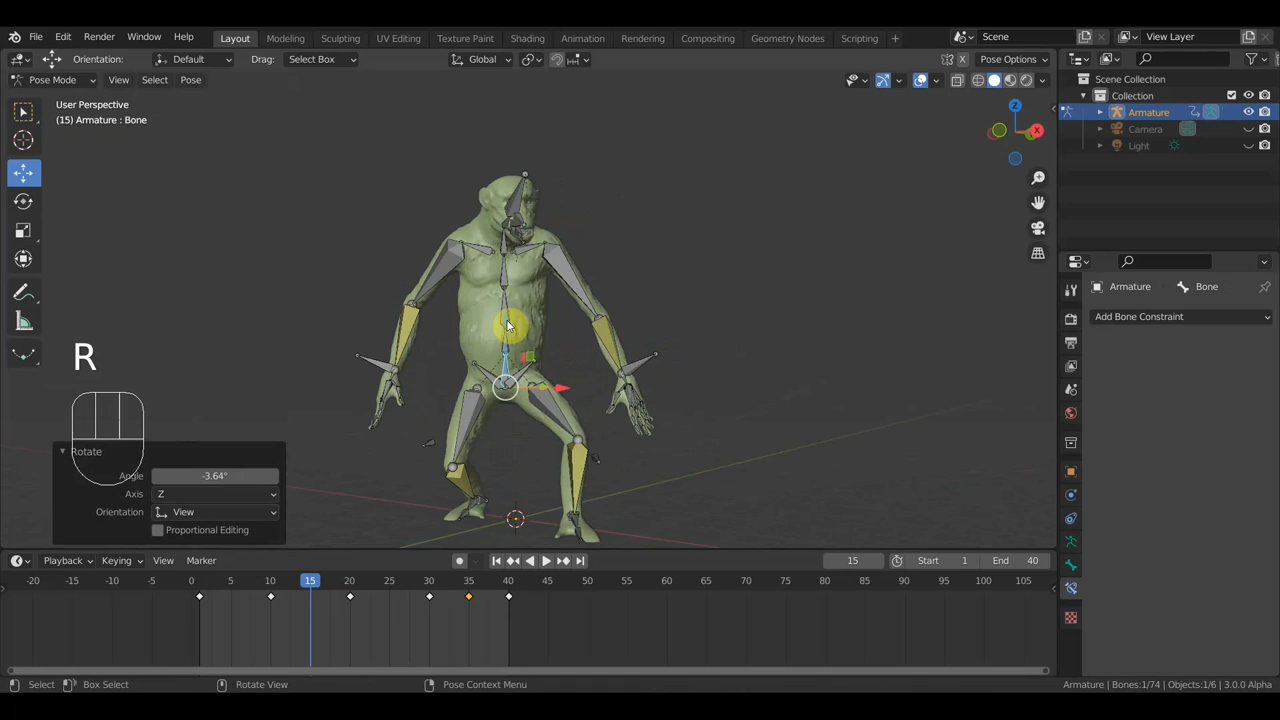 File Edit Render Window Help Layout Modeling Sculpting UV Editing Texture Paint Shading Animation Rendering Compositing Geometry Nodes Scripting + Scene View Layer
Orientation: Default Drag: Select Box Global X Pose Options
Pose Mode View Select Pose
Scene Collection
Collection
Armature
Camera
Light
User Perspective
(15) Armature : Bone
Z
X
R
Rotate
Angle -3.64°
Axis Z
Orientation View
Proportional Editing
Armature Bone
Add Bone Constraint
Playback Keying View Marker 15 Start 1 End 40
-20 -15 -10 -5 0 5 10 15 20 25 30 35 40 45 50 55 60 65 70 75 80 85 90 95 100 105
Select Box Select Rotate View Pose Context Menu Armature | Bones:1/74 | Objects:1/6 | 3.0.0 Alpha